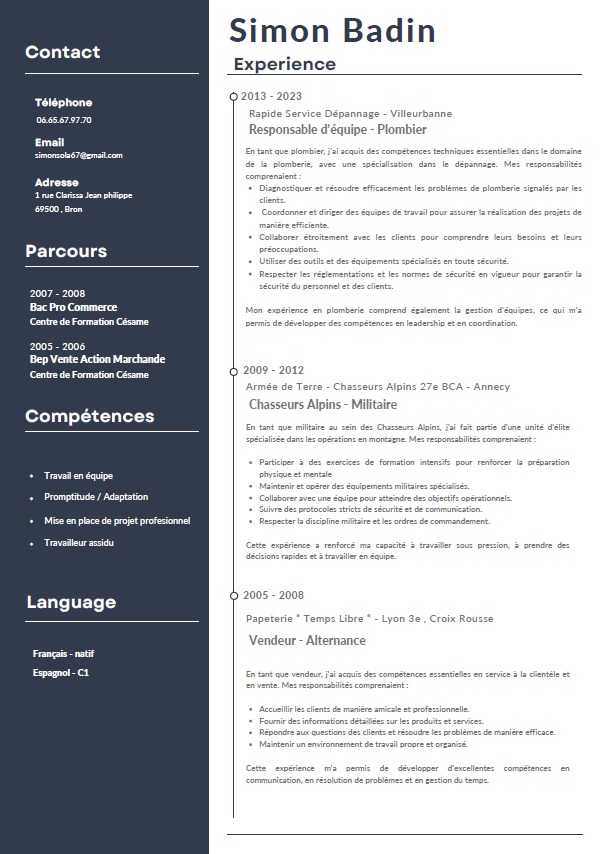 Contact
Téléphone
06.65.67.97.70
Email
simonsola67@gmail.com
Adresse
1 rue Clarissa Jean philippe
69500 , Bron
Parcours
2007 - 2008
Bac Pro Commerce
Centre de Formation Césame
2005 - 2006
Bep Vente Action Marchande
Centre de Formation Césame
Compétences
• Travail en équipe
• Promptitude / Adaptation
• Mise en place de projet profesionnel
• Travailleur assidu
Language
Français - natif
Espagnol - C1
Simon Badin
Experience
2013 - 2023
Rapide Service Dépannage - Villeurbanne
Responsable d'équipe - Plombier
En tant que plombier, j'ai acquis des compétences techniques essentielles dans le domaine
de la plomberie, avec une spécialisation dans le dépannage. Mes responsabilités
comprenaient :
• Diagnostiquer et résoudre efficacement les problèmes de plomberie signalés par les
clients.
• Coordonner et diriger des équipes de travail pour assurer la réalisation des projets de
manière efficiente.
• Collaborer étroitement avec les clients pour comprendre leurs besoins et leurs
préoccupations.
• Utiliser des outils et des équipements spécialisés en toute sécurité.
• Respecter les réglementations et les normes de sécurité en vigueur pour garantir la
sécurité du personnel et des clients.
Mon expérience en plomberie comprend également la gestion d'équipes, ce qui m'a
permis de développer des compétences en leadership et en coordination.
2009 - 2012
Armée de Terre - Chasseurs Alpins 27e BCA - Annecy
Chasseurs Alpins - Militaire
En tant que militaire au sein des Chasseurs Alpins, j'ai fait partie d'une unité d'élite
spécialisée dans les opérations en montagne. Mes responsabilités comprenaient :
• Participer à des exercices de formation intensifs pour renforcer la préparation
physique et mentale
• Maintenir et opérer des équipements militaires spécialisés.
• Collaborer avec une équipe pour atteindre des objectifs opérationnels.
• Suivre des protocoles stricts de sécurité et de communication.
• Respecter la discipline militaire et les ordres de commandement.
Cette expérience a renforcé ma capacité à travailler sous pression, à prendre des
décisions rapides et à travailler en équipe.
2005 - 2008
Papeterie " Temps Libre " - Lyon 3e , Croix Rousse
Vendeur - Alternance
En tant que vendeur, j'ai acquis des compétences essentielles en service à la clientèle et
en vente. Mes responsabilités comprenaient :
• Accueillir les clients de manière amicale et professionnelle.
• Fournir des informations détaillées sur les produits et services.
• Répondre aux questions des clients et résoudre les problèmes de manière efficace.
• Maintenir un environnement de travail propre et organisé.
Cette expérience m'a permis de développer d'excellentes compétences en
communication, en résolution de problèmes et en gestion du temps.